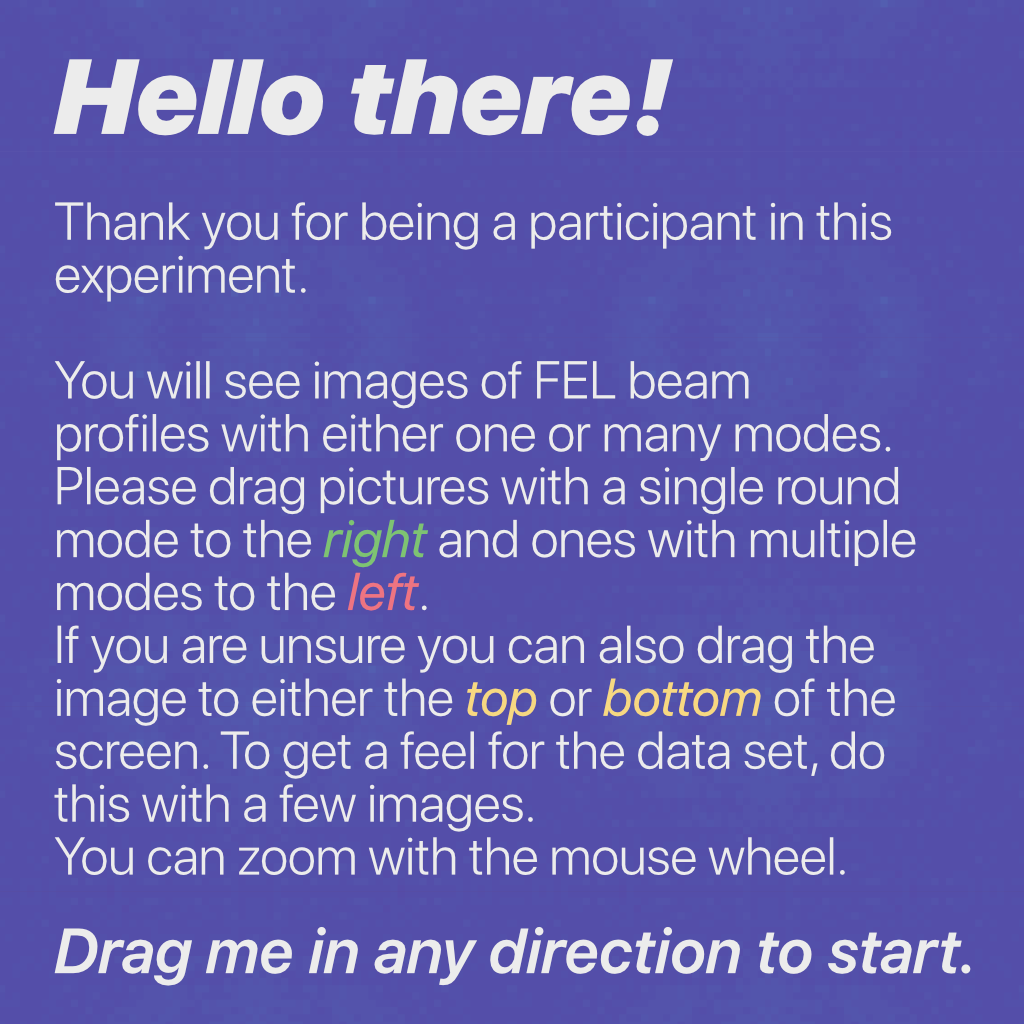 Hello there!
Thank you for being a participant in this
experiment.
You will see images of FEL beam
profiles with either one or many modes.
Please drag pictures with a single round
mode to the right and ones with multiple
modes to the left.
If you are unsure you can also drag the
image to either the top or bottom of the
screen. To get a feel for the data set, do
this with a few images.
You can zoom with the mouse wheel.
Drag me in any direction to start.